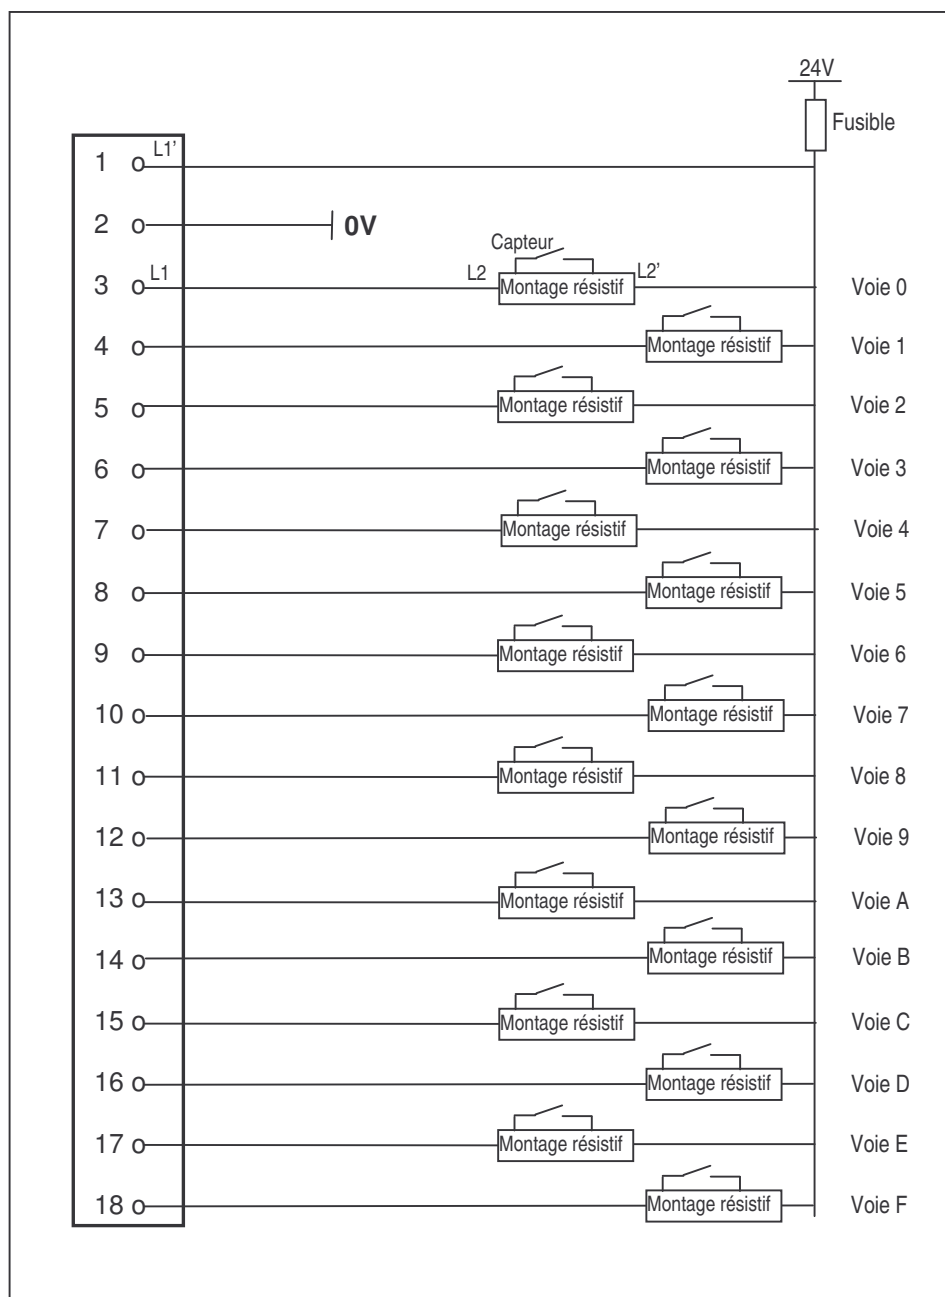 24V
Fusible
1 o L1’
2 o 0V
Capteur
3 o L1 L2 Montage résistif L2’ Voie 0
4 o Montage résistif Voie 1
5 o Montage résistif Voie 2
6 o Montage résistif Voie 3
7 o Montage résistif Voie 4
8 o Montage résistif Voie 5
9 o Montage résistif Voie 6
10 o Montage résistif Voie 7
11 o Montage résistif Voie 8
12 o Montage résistif Voie 9
13 o Montage résistif Voie A
14 o Montage résistif Voie B
15 o Montage résistif Voie C
16 o Montage résistif Voie D
17 o Montage résistif Voie E
18 o Montage résistif Voie F